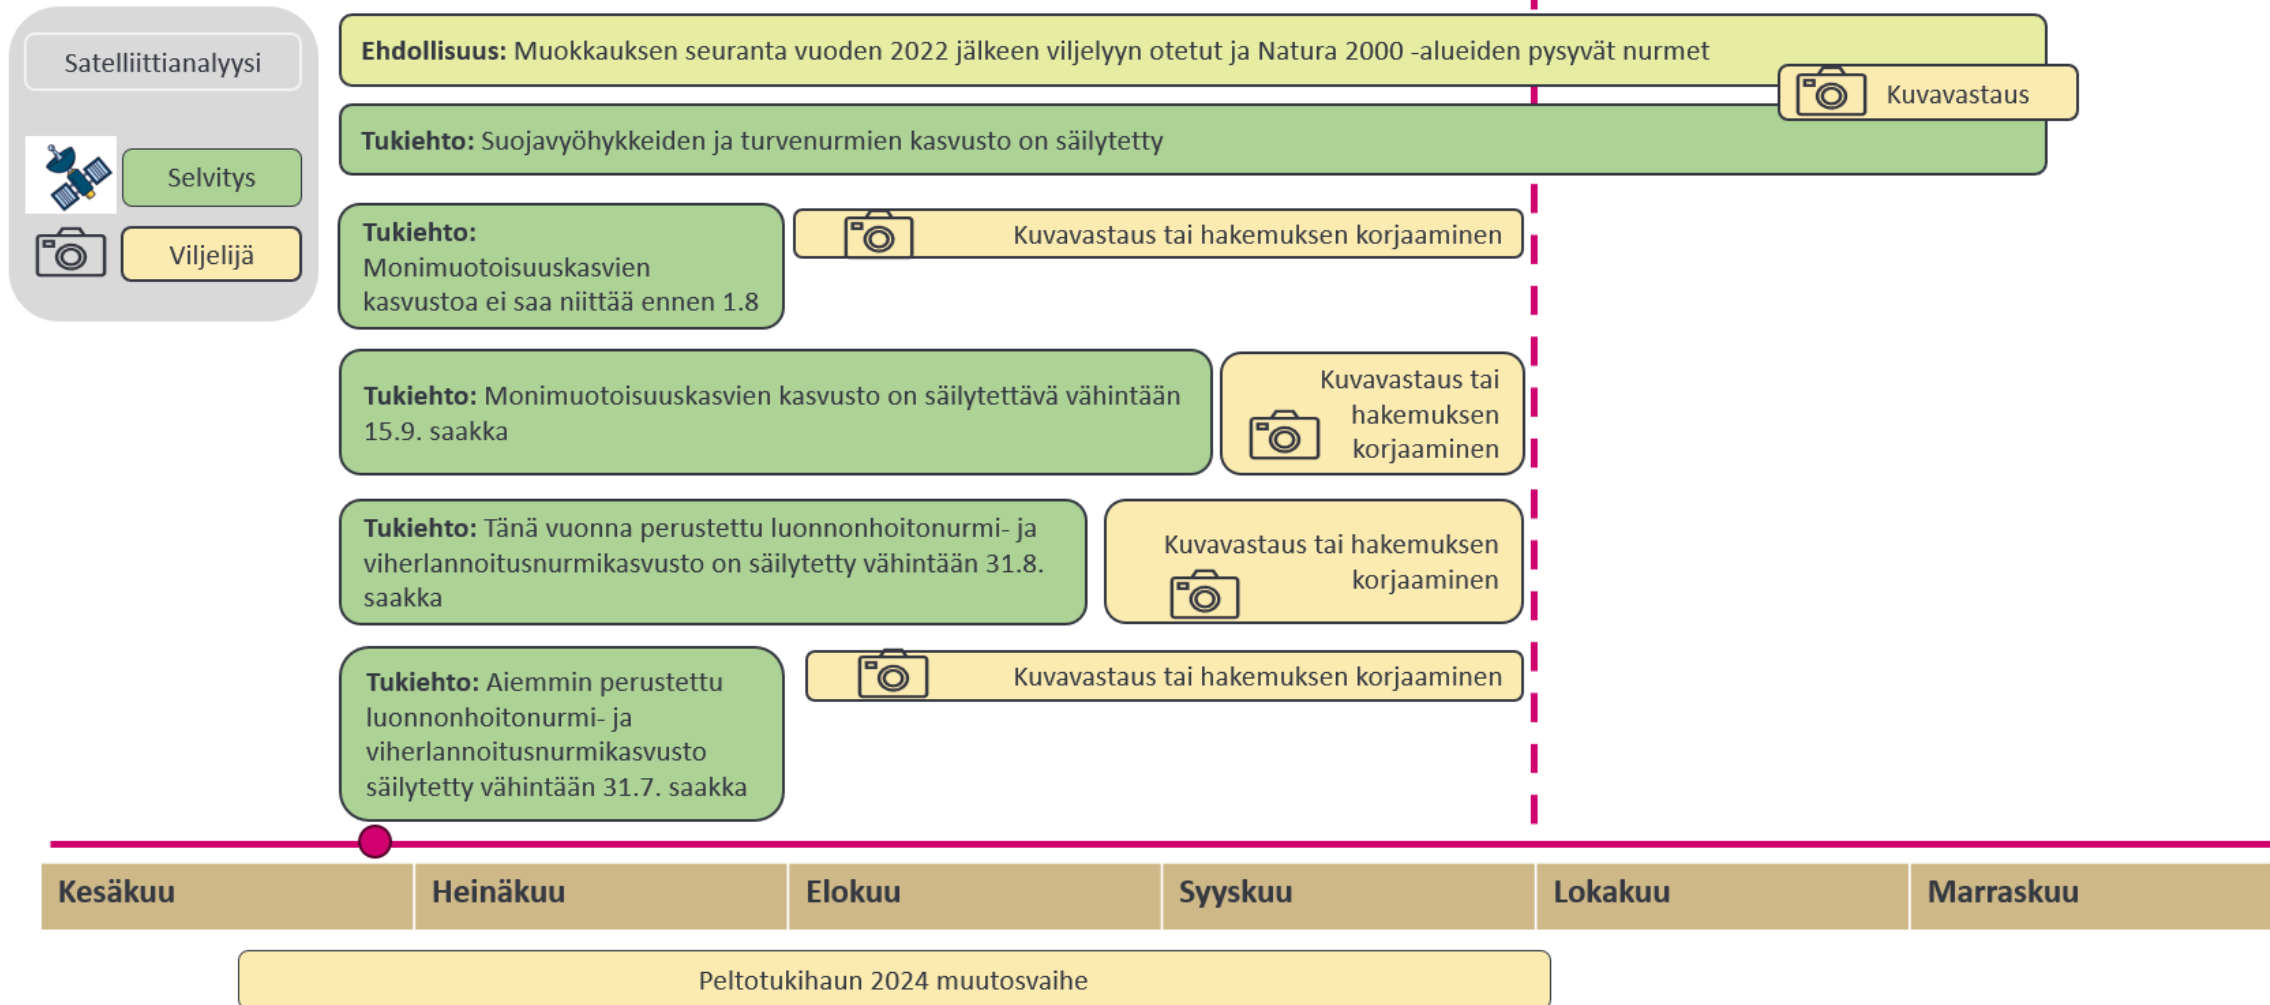 Satelliittianalyysi
Selvitys
Viljelijä
Ehdollisuus: Muokkauksen seuranta vuoden 2022 jälkeen viljelyyn otetut ja Natura 2000 -alueiden pysyvät nurmet
Kuvavastaus
Tukiehto: Suojavyöhykkeiden ja turvenurmien kasvusto on säilytetty
Tukiehto:
Monimuotoisuuskasvien
kasvustoa ei saa niittää ennen 1.8
Kuvavastaus tai hakemuksen korjaaminen
Tukiehto: Monimuotoisuuskasvien kasvusto on säilytettävä vähintään
15.9. saakka
Kuvavastaus tai
hakemuksen
korjaaminen
Tukiehto: Tänä vuonna perustettu luonnonhoitonurmi- ja
viherlannoitusnurmikasvusto on säilytetty vähintään 31.8.
saakka
Kuvavastaus tai hakemuksen
korjaaminen
Tukiehto: Aiemmin perustettu
luonnonhoitonurmi- ja
viherlannoitusnurmikasvusto
säilytetty vähintään 31.7. saakka
Kuvavastaus tai hakemuksen korjaaminen
Kesäkuu
Heinäkuu
Elokuu
Syyskuu
Lokakuu
Marraskuu
Peltotukihaun 2024 muutosvaihe